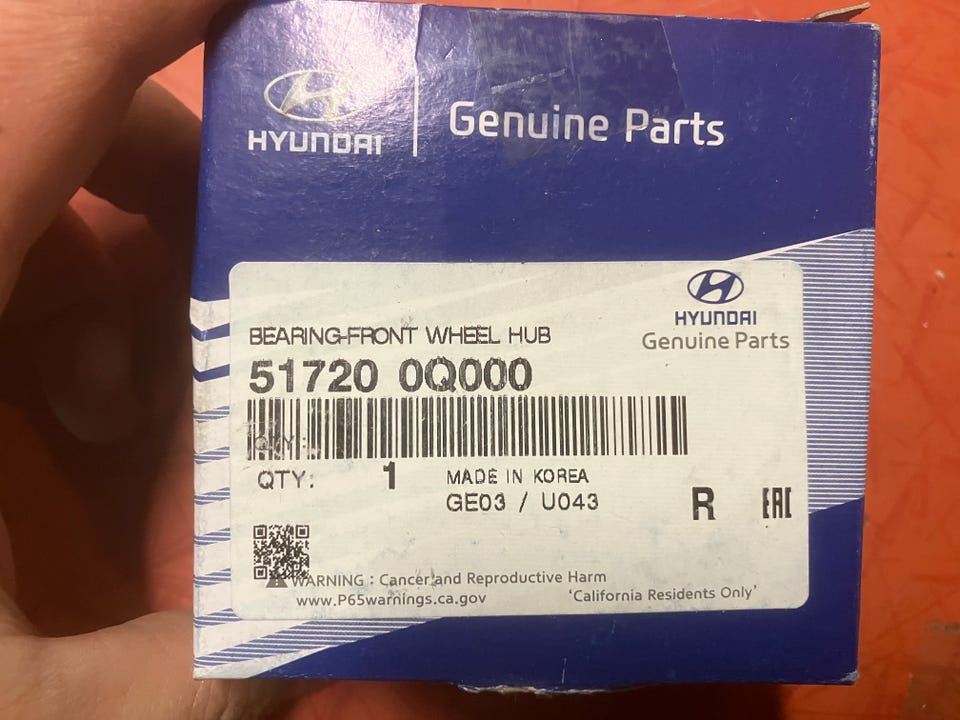 HYUNDAI
Genuine Parts
HYUNDAI
Genuine Parts
BEARING-FRONT WHEEL HUB
51720 0Q000
QTY:
QTY: 1 MADE IN KOREA
GE03 / U043
R EAC
WARNING : Cancer and Reproductive Harm
www.P65warnings.ca.gov 'California Residents Only'